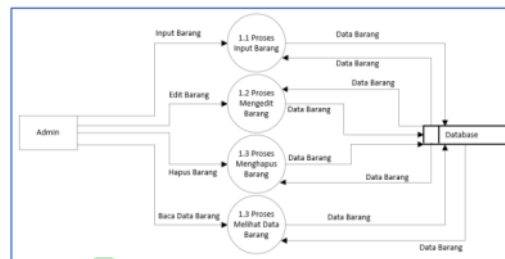 Input Barang
1.1 Proses
Input Barang
Data Barang
Data Barang
Edit Barang
1.2 Proses
Mengedit
Barang
Data Barang
Data Barang
Admin
Database
Hapus Barang
1.3 Proses
Menghapus
Barang
Data Barang
Data Barang
Baca Data Barang
1.3 Proses
Melihat Data
Barang
Data Barang
Data Barang